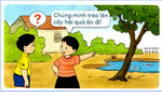 ?
Chúng mình trèo lên
cây hái quả ăn đi!